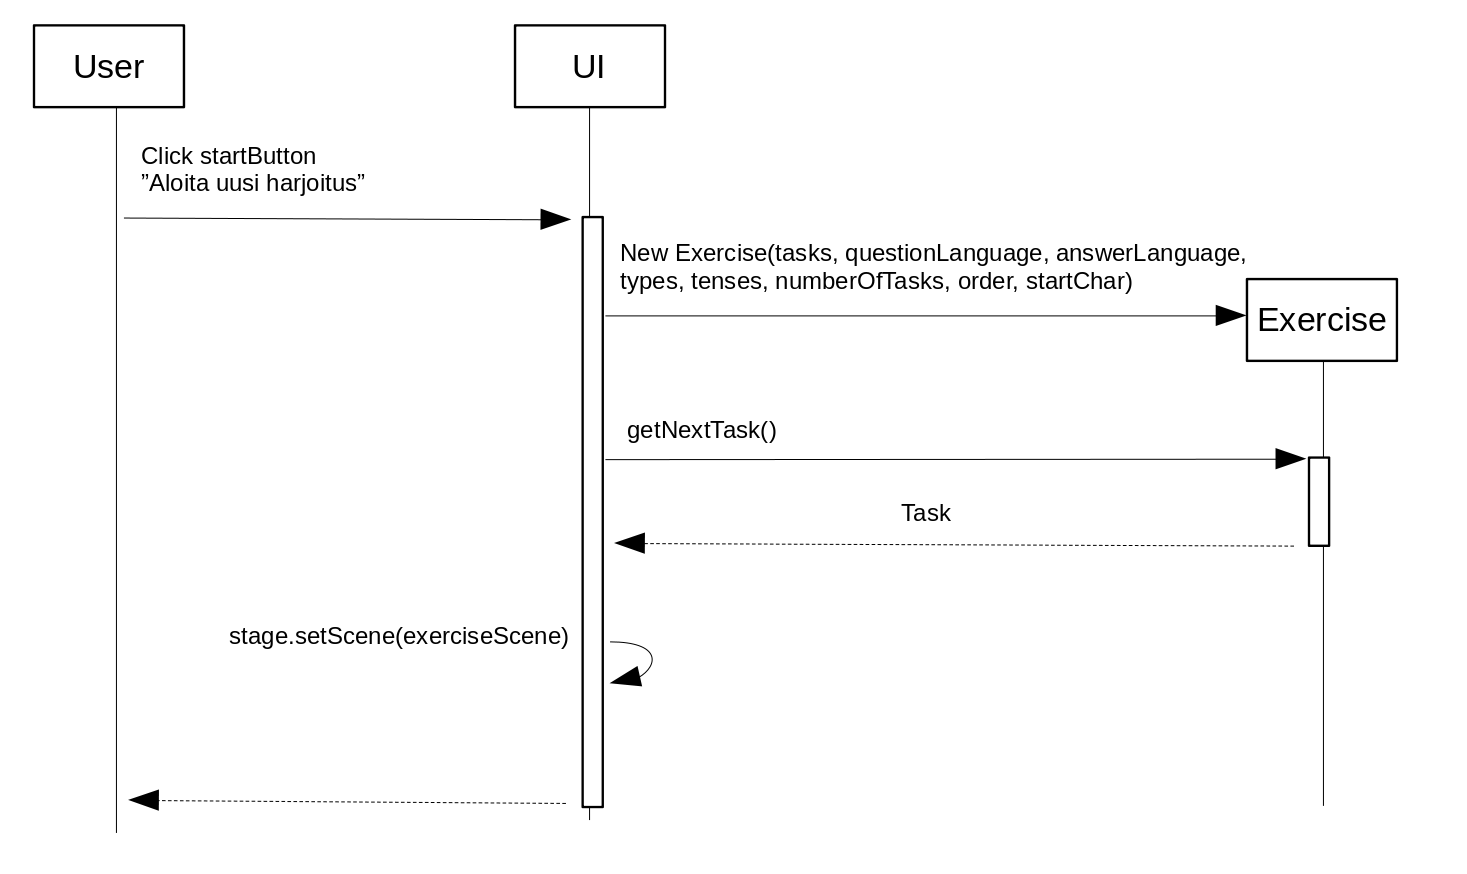 User
UI
Click startButton
”Aloita uusi harjoitus”
New Exercise(tasks, questionLanguage, answerLanguage,
types, tenses, numberOfTasks, order, startChar)
Exercise
getNextTask()
Task
stage.setScene(exerciseScene)